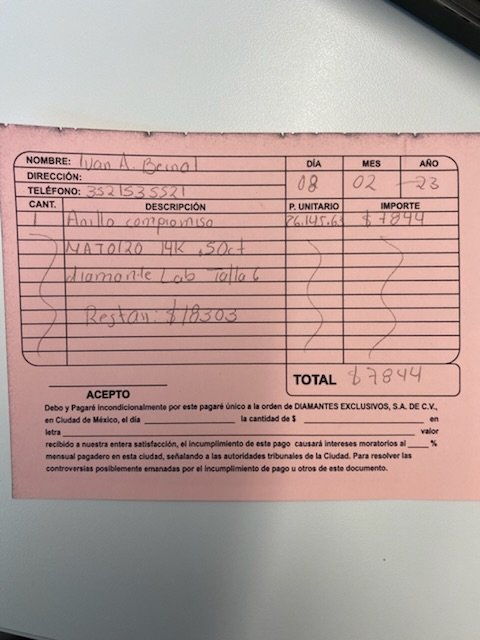 NOMBRE: Ivan A. Bernal DÍA MES AÑO
DIRECCIÓN: 08 02 23
TELÉFONO: 3521535521
CANT. DESCRIPCIÓN P. UNITARIO IMPORTE
1 Anillo compromiso 26,145.63 $7844
MAT0120 14K .50ct
diamante Lab Talla 6
Restan: $18303
TOTAL $7844
ACEPTO
Debo y Pagaré incondicionalmente por este pagaré único a la orden de DIAMANTES EXCLUSIVOS, S.A. DE C.V.,
en Ciudad de México, el día ____ la cantidad de $ ____ en
letra ____ valor
recibido a nuestra entera satisfacción, el incumplimiento de este pago causará intereses moratorios al ____ %
mensual pagadero en esta ciudad, señalando a las autoridades tribunales de la Ciudad. Para resolver las
controversias posiblemente emanadas por el incumplimiento de pago u otros de este documento.